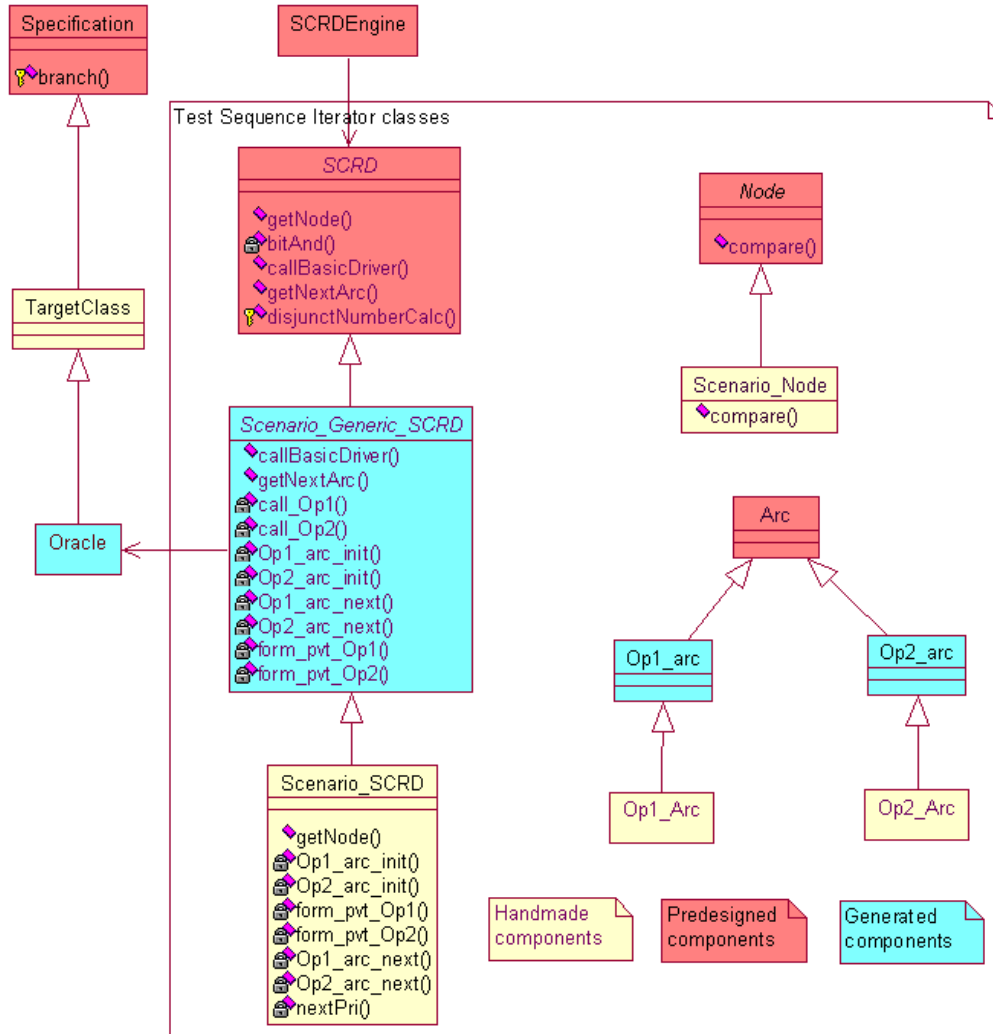 Specification
branch()
SCRDEngine
Test Sequence Iterator classes
SCRD
getNode()
bitAnd()
callBasicDriver()
getNextArc()
disjunctNumberCalc()
Node
compare()
TargetClass
Scenario_Node
compare()
Scenario_Generic_SCRD
callBasicDriver()
getNextArc()
call_Op1()
call_Op2()
Op1_arc_init()
Op2_arc_init()
Op1_arc_next()
Op2_arc_next()
form_pvt_Op1()
form_pvt_Op2()
Oracle
Arc
Op1_arc
Op2_arc
Op1_Arc
Op2_Arc
Scenario_SCRD
getNode()
Op1_arc_init()
Op2_arc_init()
form_pvt_Op1()
form_pvt_Op2()
Op1_arc_next()
Op2_arc_next()
nextPri()
Handmade
components
Predesigned
components
Generated
components